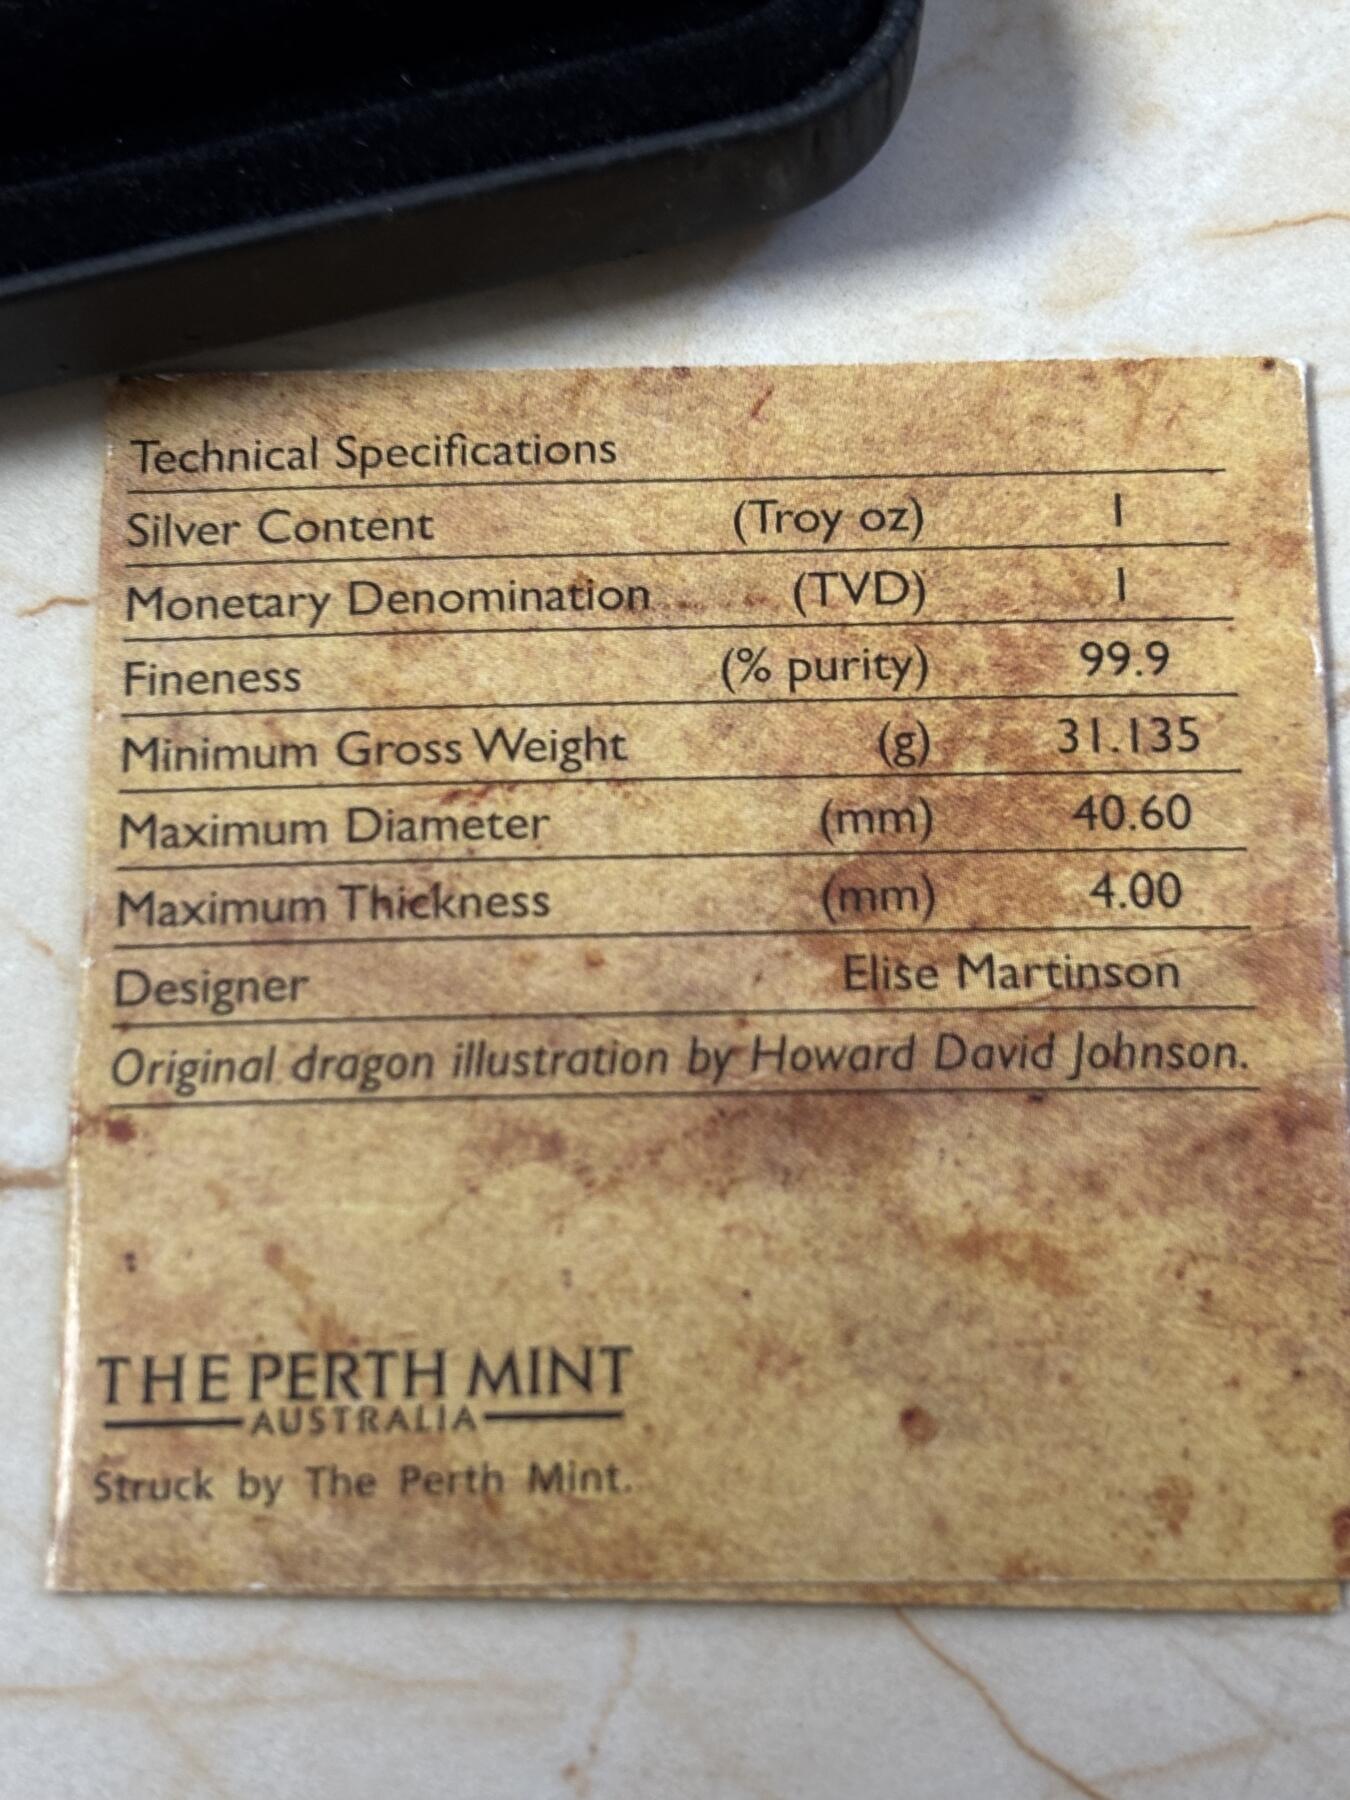 Technical Specifications
Silver Content (Troy oz) 1
Monetary Denomination (TVD) 1
Fineness (% purity) 99.9
Minimum Gross Weight (g) 31.135
Maximum Diameter (mm) 40.60
Maximum Thickness (mm) 4.00
Designer Elise Martinson
Original dragon illustration by Howard David Johnson.
THE PERTH MINT
AUSTRALIA
Struck by The Perth Mint.